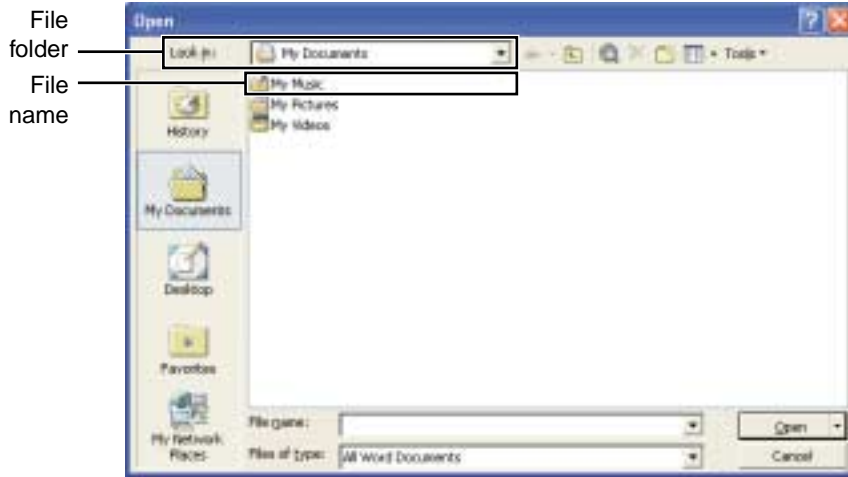 File
folder
File
name
Open
Look in:
My Documents
Tools
My Music
My Pictures
My Videos
History
My Documents
Desktop
Favorites
My Network
Places
File name:
Files of type:
All Word Documents
Open
Cancel